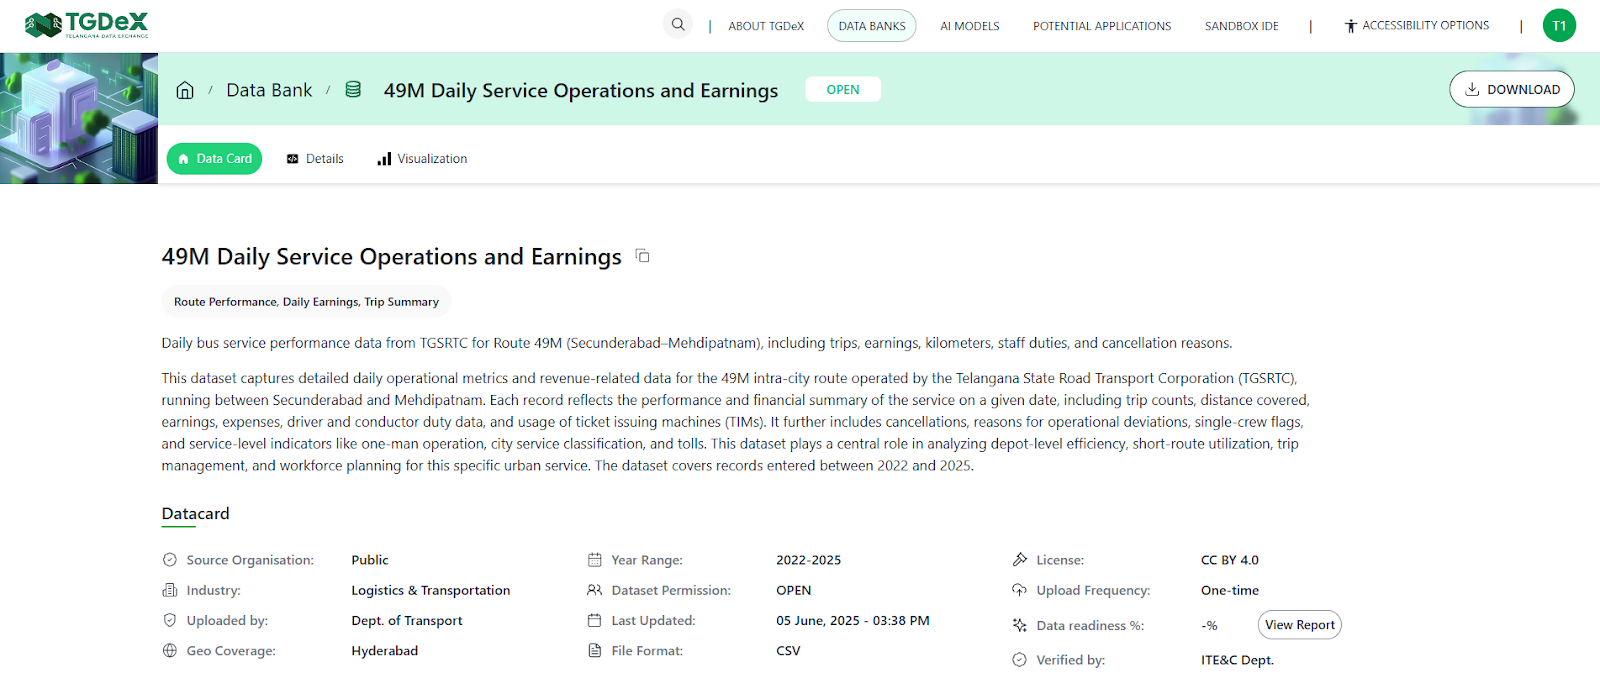 TGDeX
TELANGANA DATA EXCHANGE
| ABOUT TGDeX DATA BANKS AI MODELS POTENTIAL APPLICATIONS SANDBOX IDE | ACCESSIBILITY OPTIONS | T1
/ Data Bank / 49M Daily Service Operations and Earnings OPEN DOWNLOAD
Data Card Details Visualization
49M Daily Service Operations and Earnings
Route Performance, Daily Earnings, Trip Summary
Daily bus service performance data from TGSRTC for Route 49M (Secunderabad–Mehdipatnam), including trips, earnings, kilometers, staff duties, and cancellation reasons.
This dataset captures detailed daily operational metrics and revenue-related data for the 49M intra-city route operated by the Telangana State Road Transport Corporation (TGSRTC),
running between Secunderabad and Mehdipatnam. Each record reflects the performance and financial summary of the service on a given date, including trip counts, distance covered,
earnings, expenses, driver and conductor duty data, and usage of ticket issuing machines (TIMs). It further includes cancellations, reasons for operational deviations, single-crew flags,
and service-level indicators like one-man operation, city service classification, and tolls. This dataset plays a central role in analyzing depot-level efficiency, short-route utilization, trip
management, and workforce planning for this specific urban service. The dataset covers records entered between 2022 and 2025.
Datacard
Source Organisation: Public Year Range: 2022-2025 License: CC BY 4.0
Industry: Logistics & Transportation Dataset Permission: OPEN Upload Frequency: One-time
Uploaded by: Dept. of Transport Last Updated: 05 June, 2025 - 03:38 PM Data readiness %: -% View Report
Geo Coverage: Hyderabad File Format: CSV Verified by: ITE&C Dept.